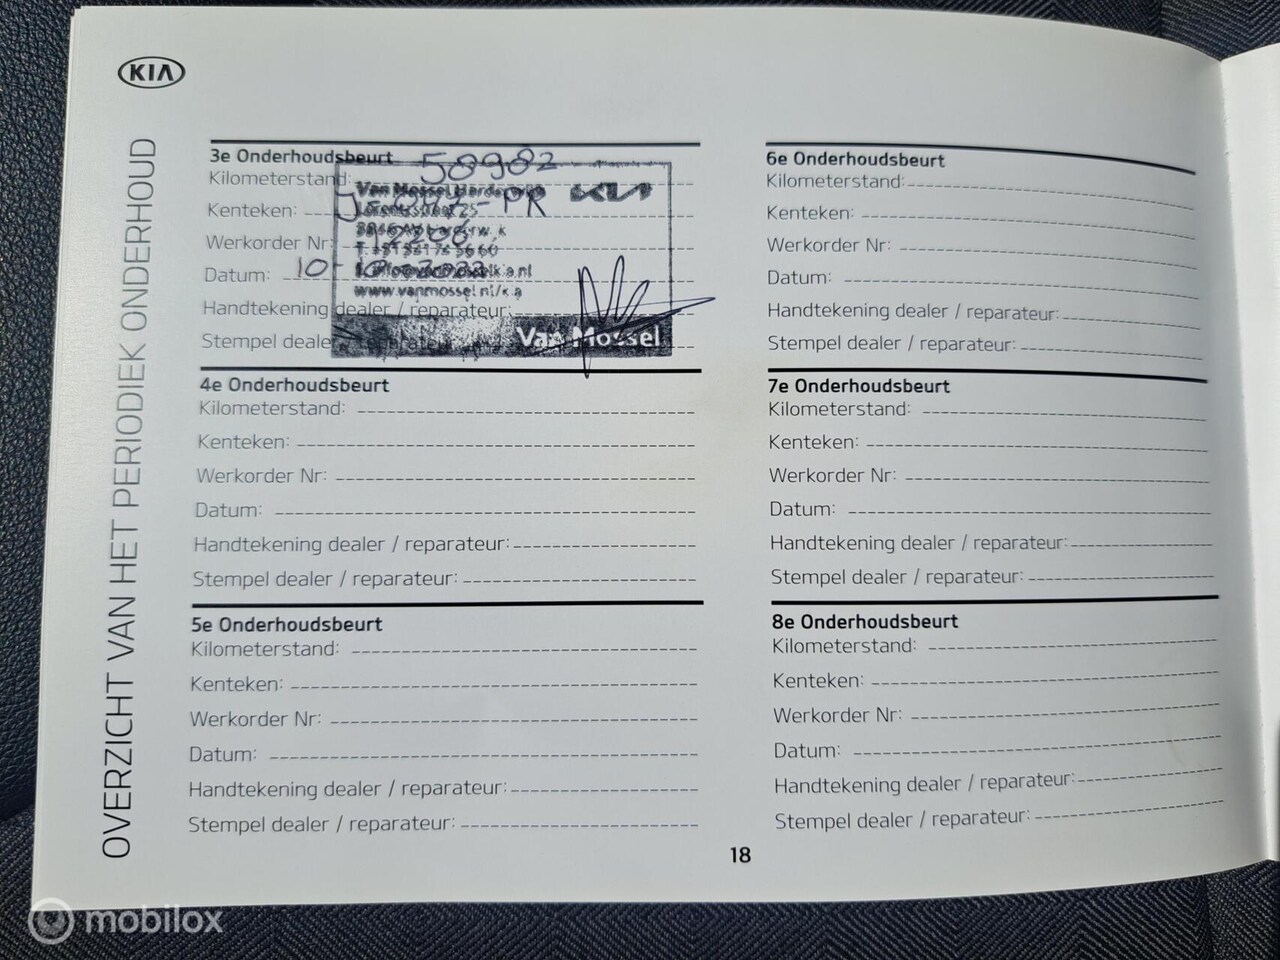 KIA
OVERZICHT VAN HET PERIODIEK ONDERHOUD
3e Onderhoudsbeurt
Kilometerstand: 58982
Kenteken: PR
Werkorder Nr:
Datum: 10-
Handtekening dealer / reparateur:
Stempel dealer
Van Mossel
KIA
www.vanmossel.nl/kia
Van Mossel
4e Onderhoudsbeurt
Kilometerstand:
Kenteken:
Werkorder Nr:
Datum:
Handtekening dealer / reparateur:
Stempel dealer / reparateur:
5e Onderhoudsbeurt
Kilometerstand:
Kenteken:
Werkorder Nr:
Datum:
Handtekening dealer / reparateur:
Stempel dealer / reparateur:
6e Onderhoudsbeurt
Kilometerstand:
Kenteken:
Werkorder Nr:
Datum:
Handtekening dealer / reparateur:
Stempel dealer / reparateur:
7e Onderhoudsbeurt
Kilometerstand:
Kenteken:
Werkorder Nr:
Datum:
Handtekening dealer / reparateur:
Stempel dealer / reparateur:
8e Onderhoudsbeurt
Kilometerstand:
Kenteken:
Werkorder Nr:
Datum:
Handtekening dealer / reparateur:
Stempel dealer / reparateur:
18
mobilox